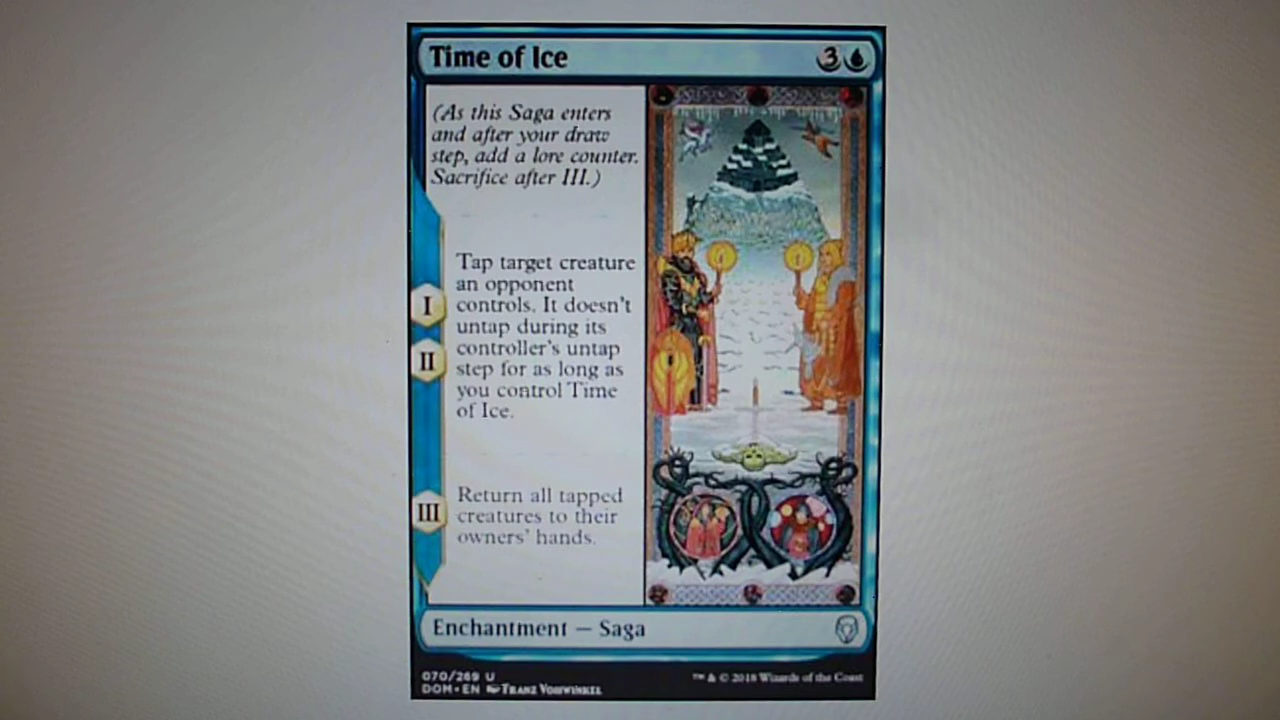 Time of Ice 3
(As this Saga enters
and after your draw
step, add a lore counter.
Sacrifice after III.)
I
II
Tap target creature
an opponent
controls. It doesn't
untap during its
controller's untap
step for as long as
you control Time
of Ice.
III
Return all tapped
creatures to their
owners' hands.
Enchantment — Saga
070/269 U
DOM • EN Franz Vohwinkel
™ & © 2018 Wizards of the Coast